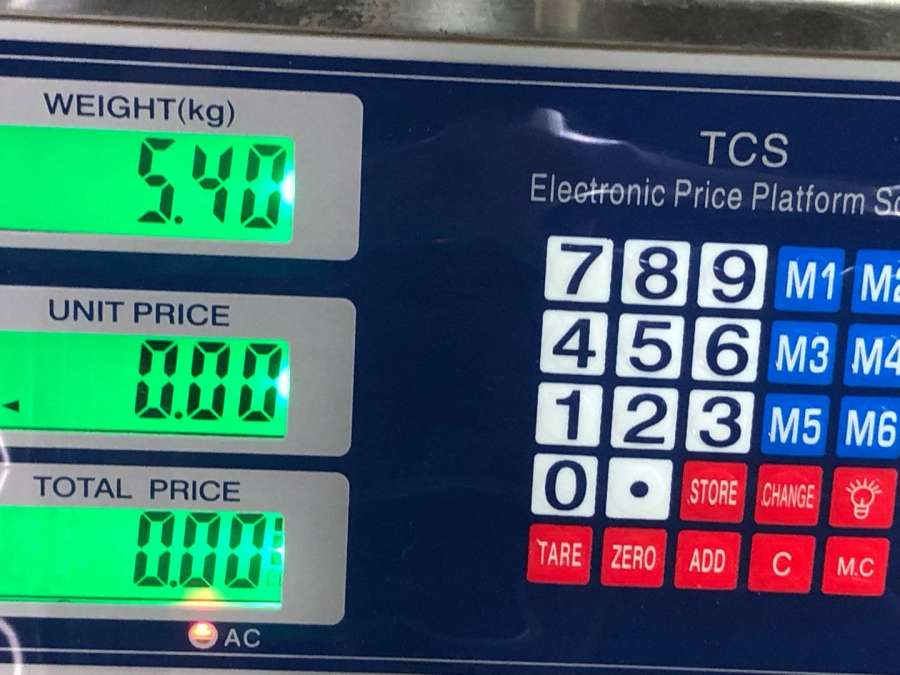 WEIGHT(kg)
5.40
UNIT PRICE
0.00
TOTAL PRICE
0.00
AC
TCS
Electronic Price Platform
7 8 9 M1
4 5 6 M3 M4
1 2 3 M5 M6
0 . STORE CHANGE
TARE ZERO ADD C M.C